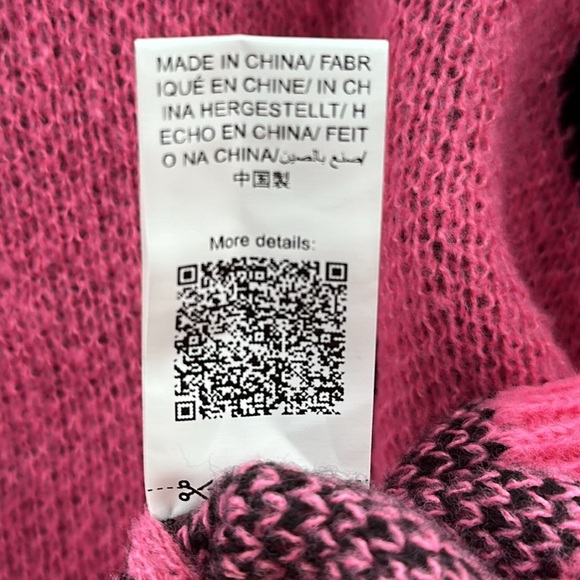 MADE IN CHINA/ FABR
IQUÉ EN CHINE/ IN CH
INA HERGESTELLT/ H
ECHO EN CHINA/ FEIT
O NA CHINA/صنع بالصين/
中国製
More details: